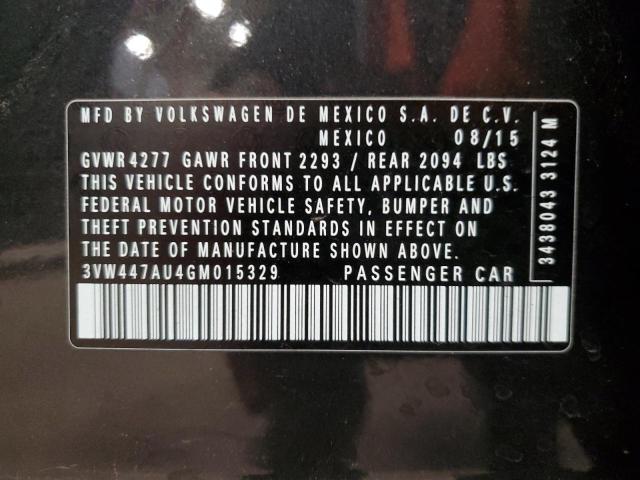 MFD BY VOLKSWAGEN DE MEXICO S.A. DE C.V.
MEXICO 08/15
GVWR 4277 GAWR FRONT 2293 / REAR 2094 LBS
THIS VEHICLE CONFORMS TO ALL APPLICABLE U.S.
FEDERAL MOTOR VEHICLE SAFETY, BUMPER AND
THEFT PREVENTION STANDARDS IN EFFECT ON
THE DATE OF MANUFACTURE SHOWN ABOVE.
3VW447AU4GM015329 PASSENGER CAR
3438043 3124 M